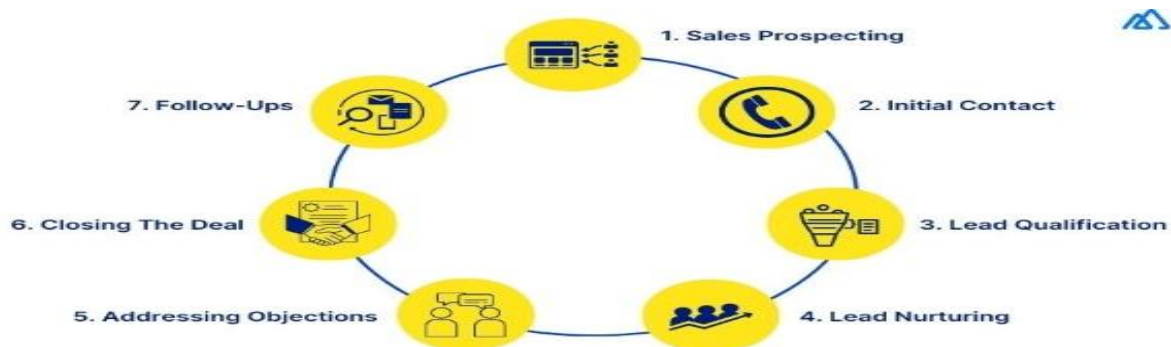 1. Sales Prospecting
2. Initial Contact
3. Lead Qualification
4. Lead Nurturing
5. Addressing Objections
6. Closing The Deal
7. Follow-Ups